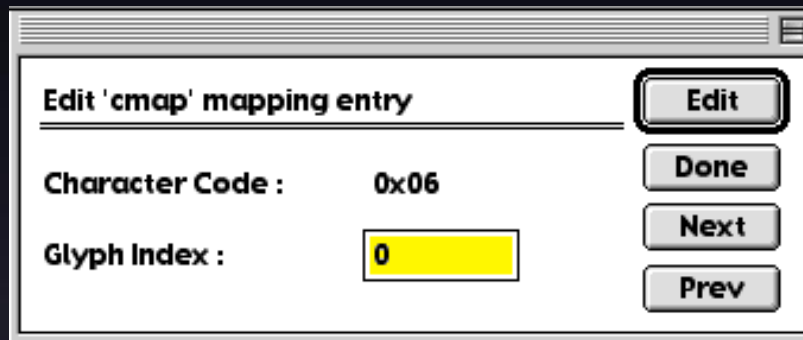 Edit 'cmap' mapping entry
Edit
Character Code : 0x06
Done
Next
Glyph Index : 0
Prev